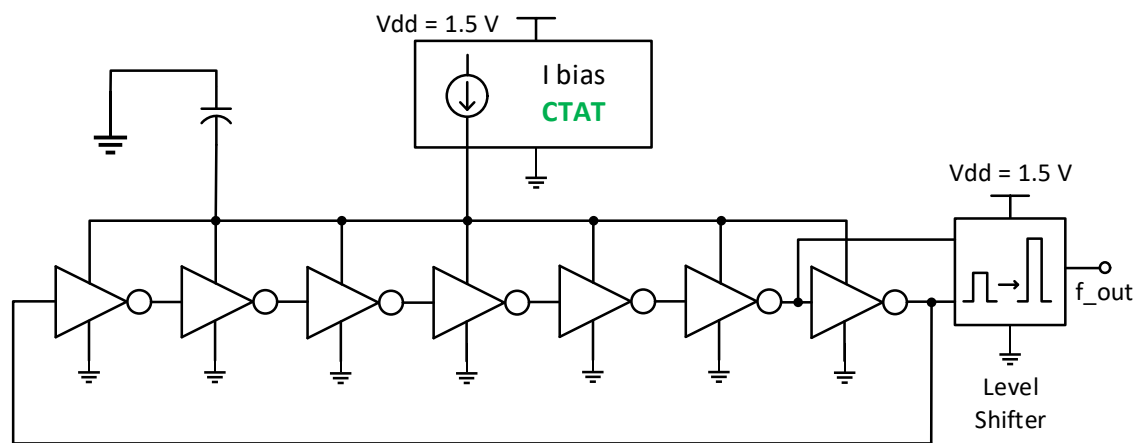 Vdd = 1.5 V
I bias
CTAT
Vdd = 1.5 V
f_out
Level
Shifter